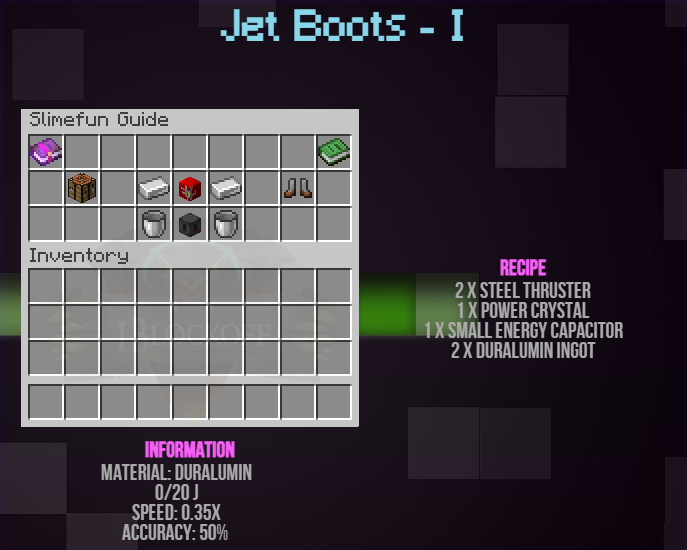 Jet Boots - I
Slimefun Guide
Inventory
IBLOCKOFF
RECIPE
2 X STEEL THRUSTER
1 X POWER CRYSTAL
1 X SMALL ENERGY CAPACITOR
2 X DURALUMIN INGOT
INFORMATION
MATERIAL: DURALUMIN
0/20 J
SPEED: 0.35X
ACCURACY: 50%